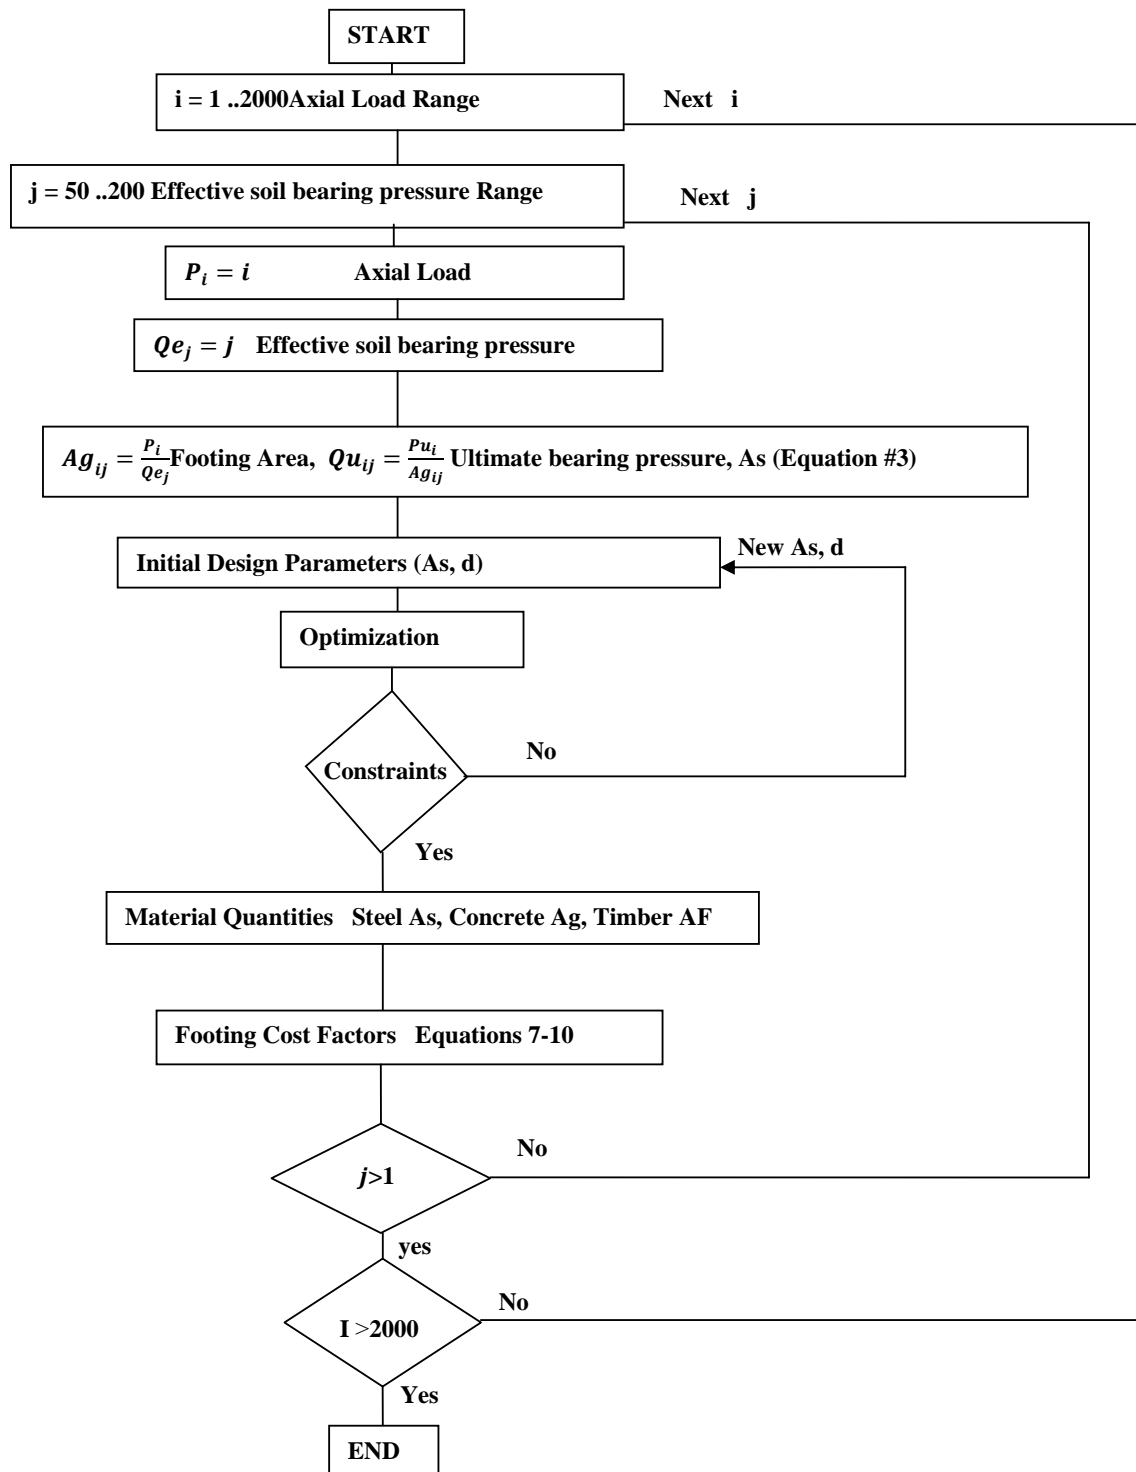 START
i = 1 ..2000Axial Load Range
Next i
j = 50 ..200 Effective soil bearing pressure Range
Next j
P_i = i Axial Load
Qe_j = j Effective soil bearing pressure
Ag_ij = P_i/Qe_j Footing Area, Qu_ij = Pu_i/Ag_ij Ultimate bearing pressure, As (Equation #3)
New As, d
Initial Design Parameters (As, d)
Optimization
No
Constraints
Yes
Material Quantities Steel As, Concrete Ag, Timber AF
Footing Cost Factors Equations 7-10
No
j>1
yes
No
I >2000
Yes
END